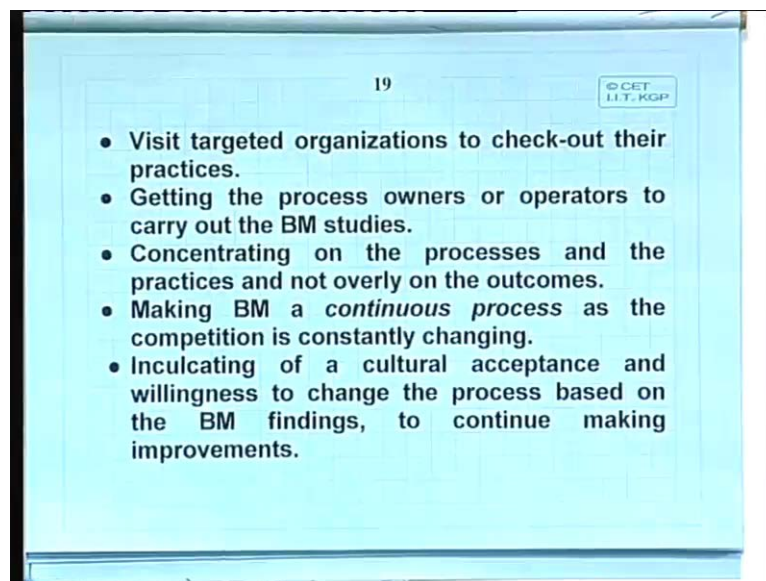 19
© CET
I.I.T. KGP
• Visit targeted organizations to check-out their
practices.
• Getting the process owners or operators to
carry out the BM studies.
• Concentrating on the processes and the
practices and not overly on the outcomes.
• Making BM a continuous process as the
competition is constantly changing.
• Inculcating of a cultural acceptance and
willingness to change the process based on
the BM findings, to continue making
improvements.